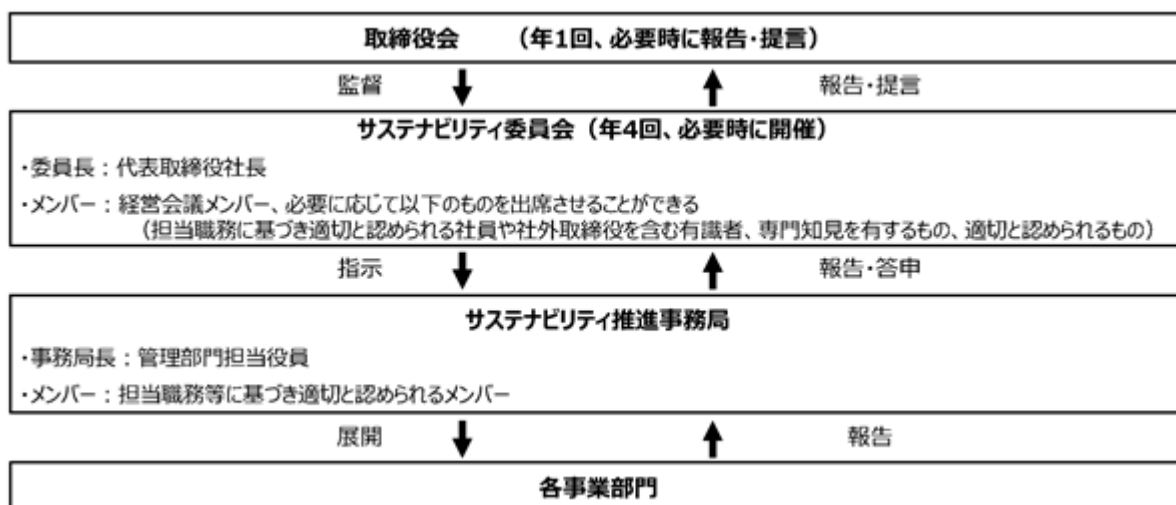 取締役会 （年1回、必要時に報告・提言）
監督 報告・提言
サステナビリティ委員会（年4回、必要時に開催）
・委員長：代表取締役社長
・メンバー：経営会議メンバー、必要に応じて以下のものを出席させることができる
（担当職務に基づき適切と認められる社員や社外取締役を含む有識者、専門知見を有するもの、適切と認められるもの）
指示 報告・答申
サステナビリティ推進事務局
・事務局長：管理部門担当役員
・メンバー：担当職務等に基づき適切と認められるメンバー
展開 報告
各事業部門